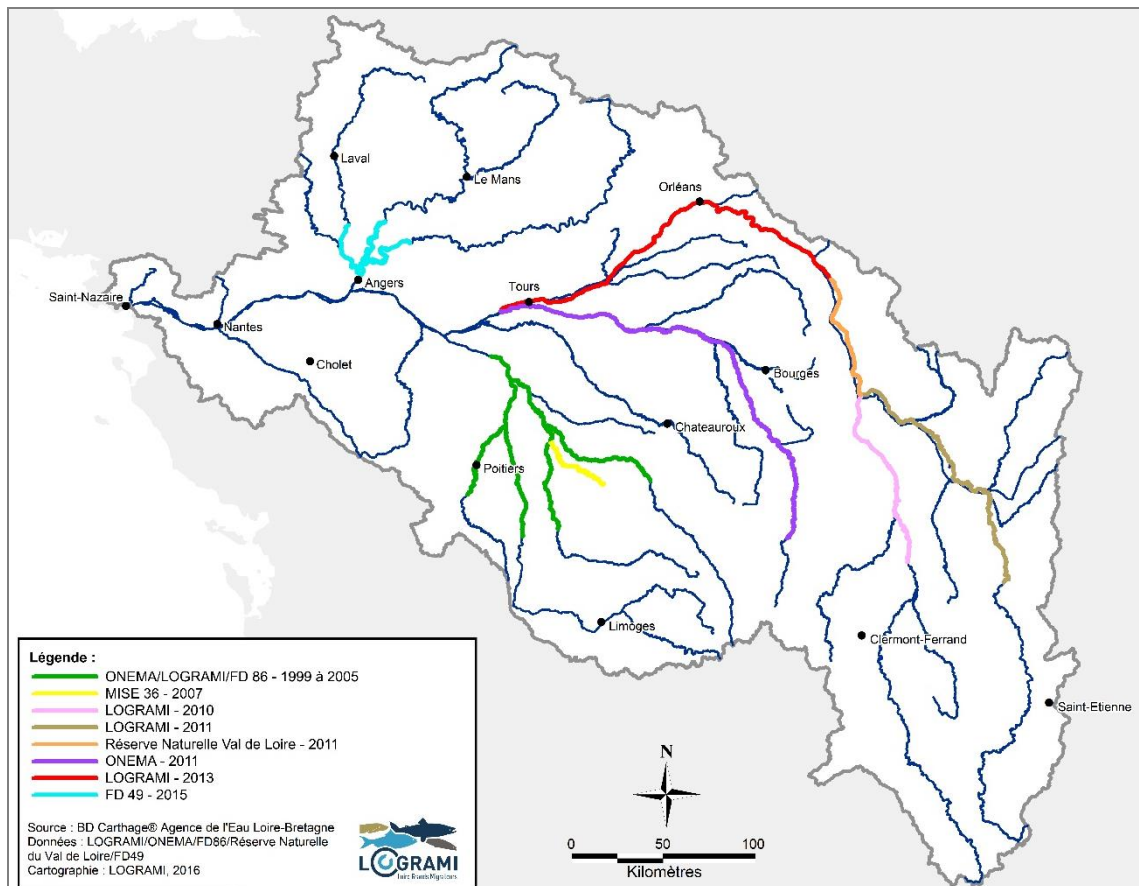 Laval
Le Mans
Orléans
Angers
Saint-Nazaire
Tours
Nantes
Cholet
Bourges
Chateauroux
Poitiers
Limoges
Clermont-Ferrand
Saint-Etienne
Légende :
ONEMA/LOGRAMI/FD 86 - 1999 à 2005
MISE 36 - 2007
LOGRAMI - 2010
LOGRAMI - 2011
Réserve Naturelle Val de Loire - 2011
ONEMA - 2011
LOGRAMI - 2013
FD 49 - 2015
Source : BD Carthage® Agence de l'Eau Loire-Bretagne
Données : LOGRAMI/ONEMA/FD86/Réserve Naturelle
du Val de Loire/FD49
Cartographie : LOGRAMI, 2016
LOGRAMI
Loire Grands Migrateurs
N
0 50 100
Kilomètres